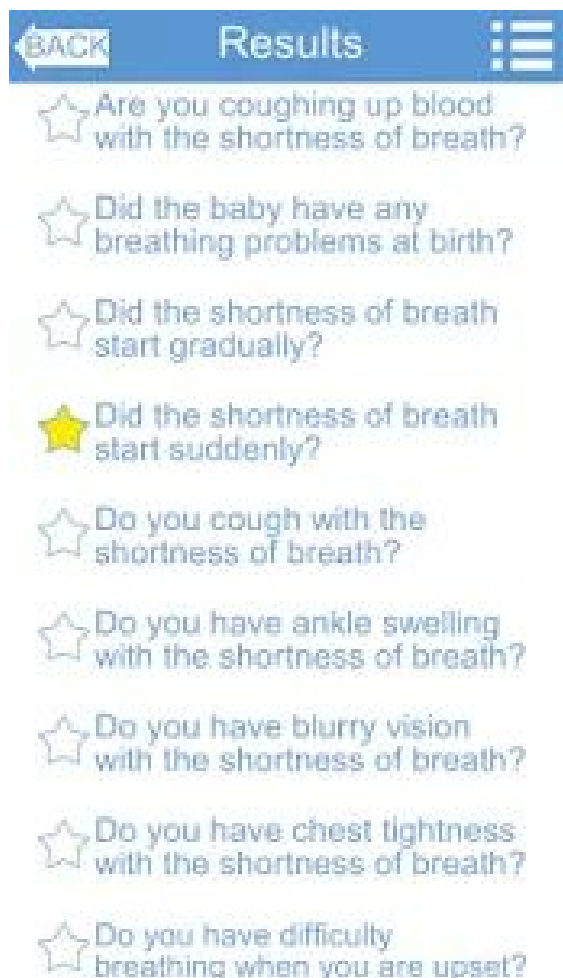 BACK
Results
Are you coughing up blood
with the shortness of breath?
Did the baby have any
breathing problems at birth?
Did the shortness of breath
start gradually?
Did the shortness of breath
start suddenly?
Do you cough with the
shortness of breath?
Do you have ankle swelling
with the shortness of breath?
Do you have blurry vision
with the shortness of breath?
Do you have chest tightness
with the shortness of breath?
Do you have difficulty
breathing when you are upset?